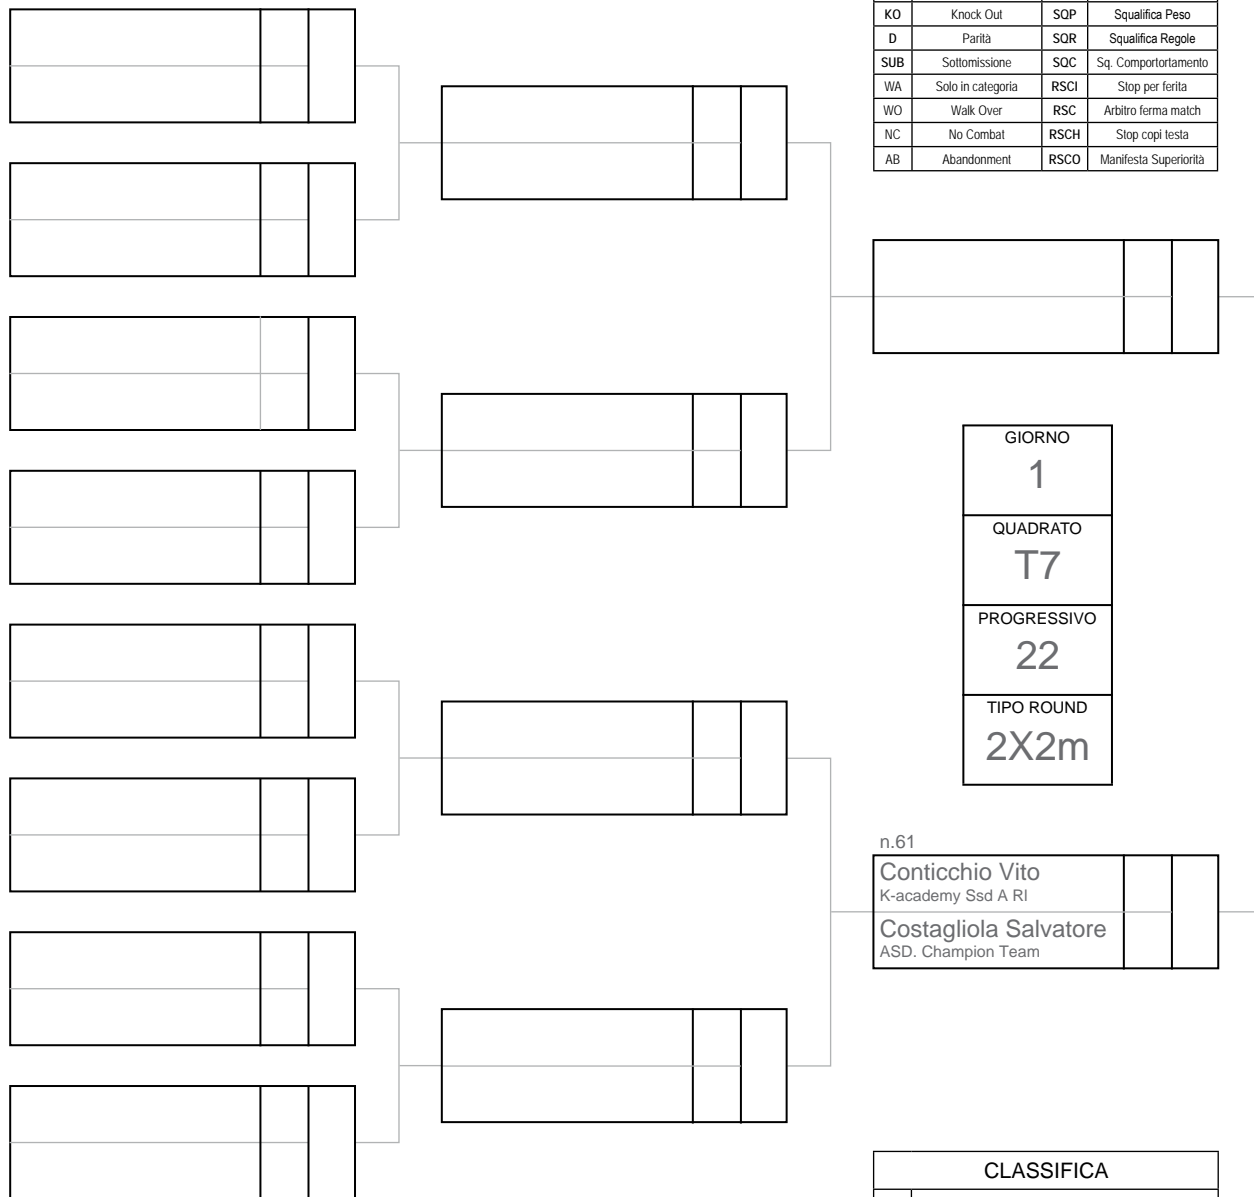 KO Knock Out SQP Squalifica Peso
D Parità SQR Squalifica Regole
SUB Sottomissione SQC Sq. Comportortamento
WA Solo in categoria RSCI Stop per ferita
WO Walk Over RSC Arbitro ferma match
NC No Combat RSCH Stop copi testa
AB Abandonment RSCO Manifesta Superiorità
GIORNO
1
QUADRATO
T7
PROGRESSIVO
22
TIPO ROUND
2X2m
n.61
Conticchio Vito
K-academy Ssd A Rl
Costagliola Salvatore
ASD. Champion Team
CLASSIFICA